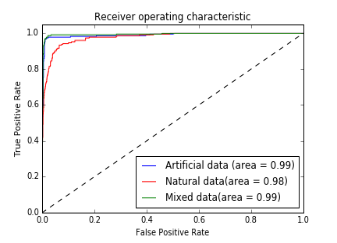 Receiver operating characteristic
True Positive Rate
1.0
0.8
0.6
0.4
0.2
0.0
Artificial data (area = 0.99)
Natural data(area = 0.98)
Mixed data(area = 0.99)
0.0 0.2 0.4 0.6 0.8 1.0
False Positive Rate